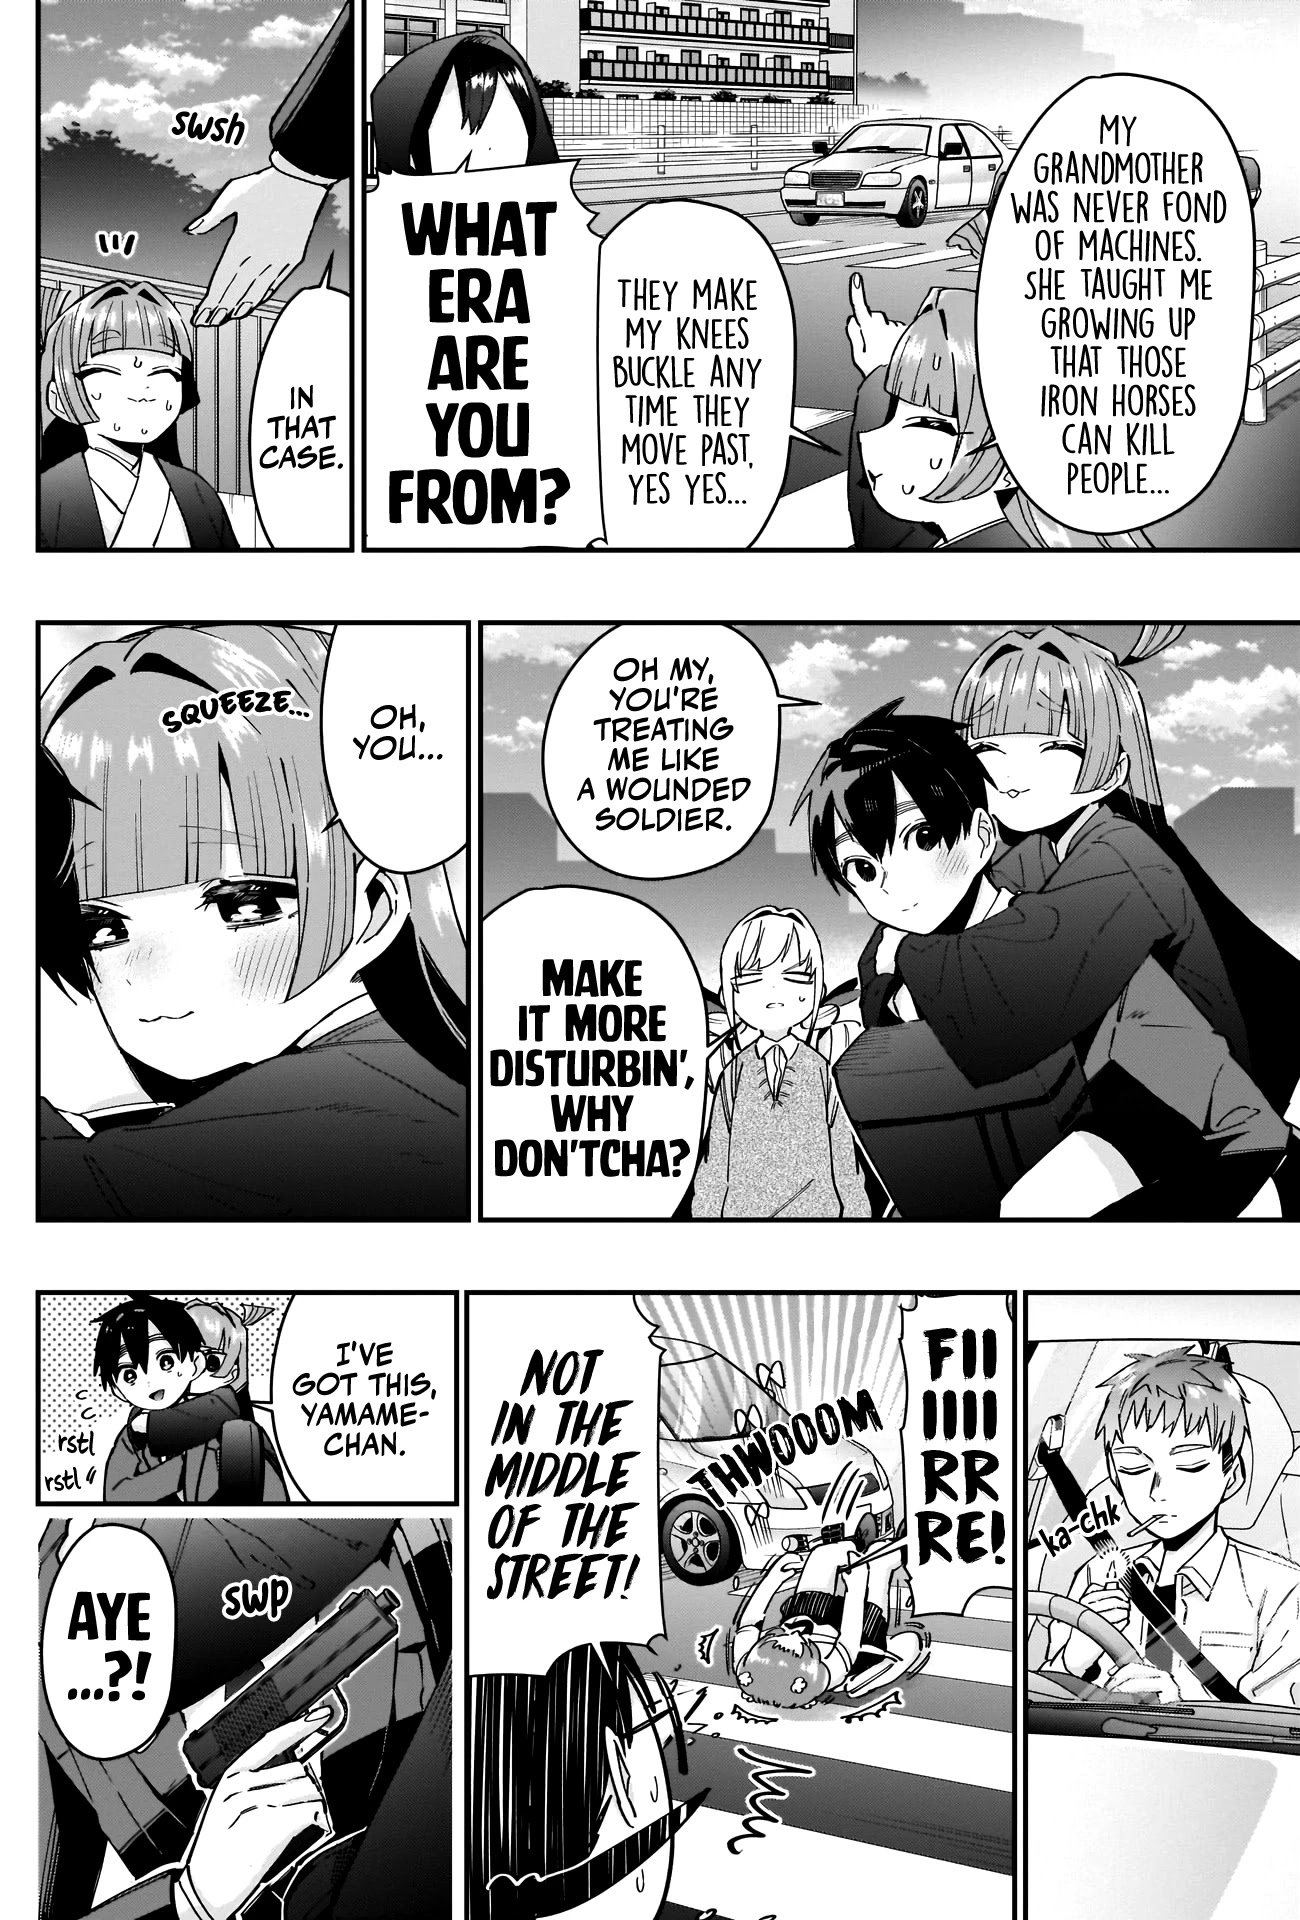 MY
GRANDMOTHER
WAS NEVER FOND
OF MACHINES.
SHE TAUGHT ME
GROWING UP
THAT THOSE
IRON HORSES
CAN KILL
PEOPLE...
THEY MAKE
MY KNEES
BUCKLE ANY
TIME THEY
MOVE PAST,
YES YES...
WHAT
ERA
ARE
YOU
FROM?
swsh
IN
THAT
CASE.
OH MY,
YOU'RE
TREATING
ME LIKE
A WOUNDED
SOLDIER.
MAKE
IT MORE
DISTURBIN',
WHY
DON'TCHA?
OH,
YOU...
SQUEEZE...
ka-chk
FII
IIIII
RR
RE!
THWOOOM
NOT
IN THE
MIDDLE
OF THE
STREET!
I'VE
GOT THIS,
YAMAME-
CHAN.
rstl
rstl
AYE
...?!
swp